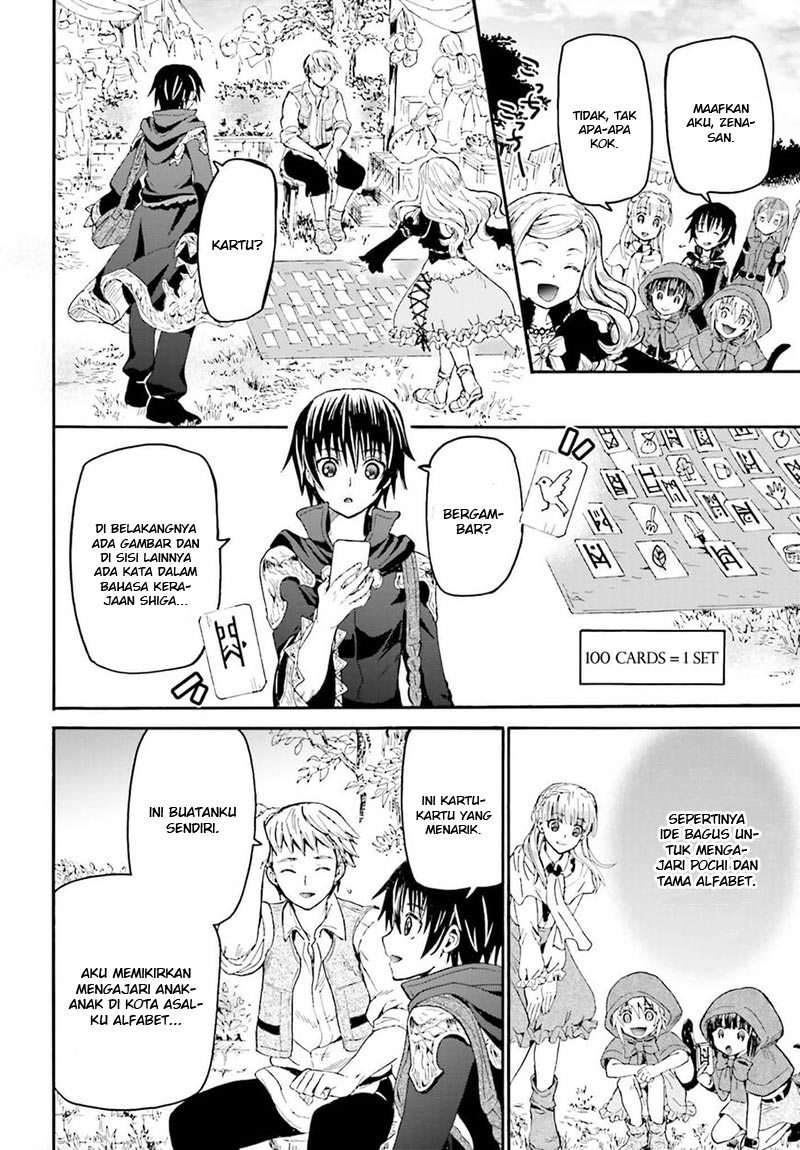 MAAFKAN
AKU, ZENA-
SAN.
TIDAK, TAK
APA-APA
KOK.
KARTU?
BERGAM-
BAR?
DI BELAKANGNYA
ADA GAMBAR DAN
DI SISI LAINNYA
ADA KATA DALAM
BAHASA KERA-
JAAN SHIGA...
100 CARDS = 1 SET
SEPERTINYA
IDE BAGUS UN-
TUK MENGA-
JARI POCHI DAN
TAMA ALFABET.
INI KARTU-
KARTU YANG
MENARIK.
INI BUATANKU
SENDIRI.
AKU MEMIKIRKAN
MENGAJARI ANAK-
ANAK DI KOTA ASAL-
KU ALFABET...